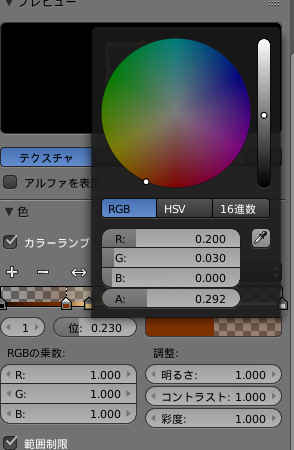 プレビュー
テクスチャ
アルファを表
RGB HSV 16進数
▼ 色
R: 0.200
カラーランプ
G: 0.030
B: 0.000
A: 0.292
1 位: 0.230
RGBの乗数: 調整:
R: 1.000 明るさ: 1.000
G: 1.000 コントラスト: 1.000
B: 1.000 彩度: 1.000
範囲制限